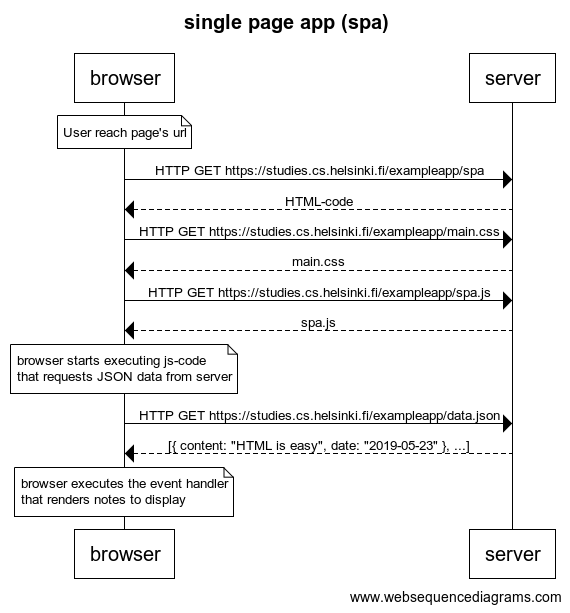 single page app (spa)
browser
server
User reach page's url
HTTP GET https://studies.cs.helsinki.fi/exampleapp/spa
HTML-code
HTTP GET https://studies.cs.helsinki.fi/exampleapp/main.css
main.css
HTTP GET https://studies.cs.helsinki.fi/exampleapp/spa.js
spa.js
browser starts executing js-code
that requests JSON data from server
HTTP GET https://studies.cs.helsinki.fi/exampleapp/data.json
[{ content: "HTML is easy", date: "2019-05-23" }, ...]
browser executes the event handler
that renders notes to display
browser
server
www.websequencediagrams.com